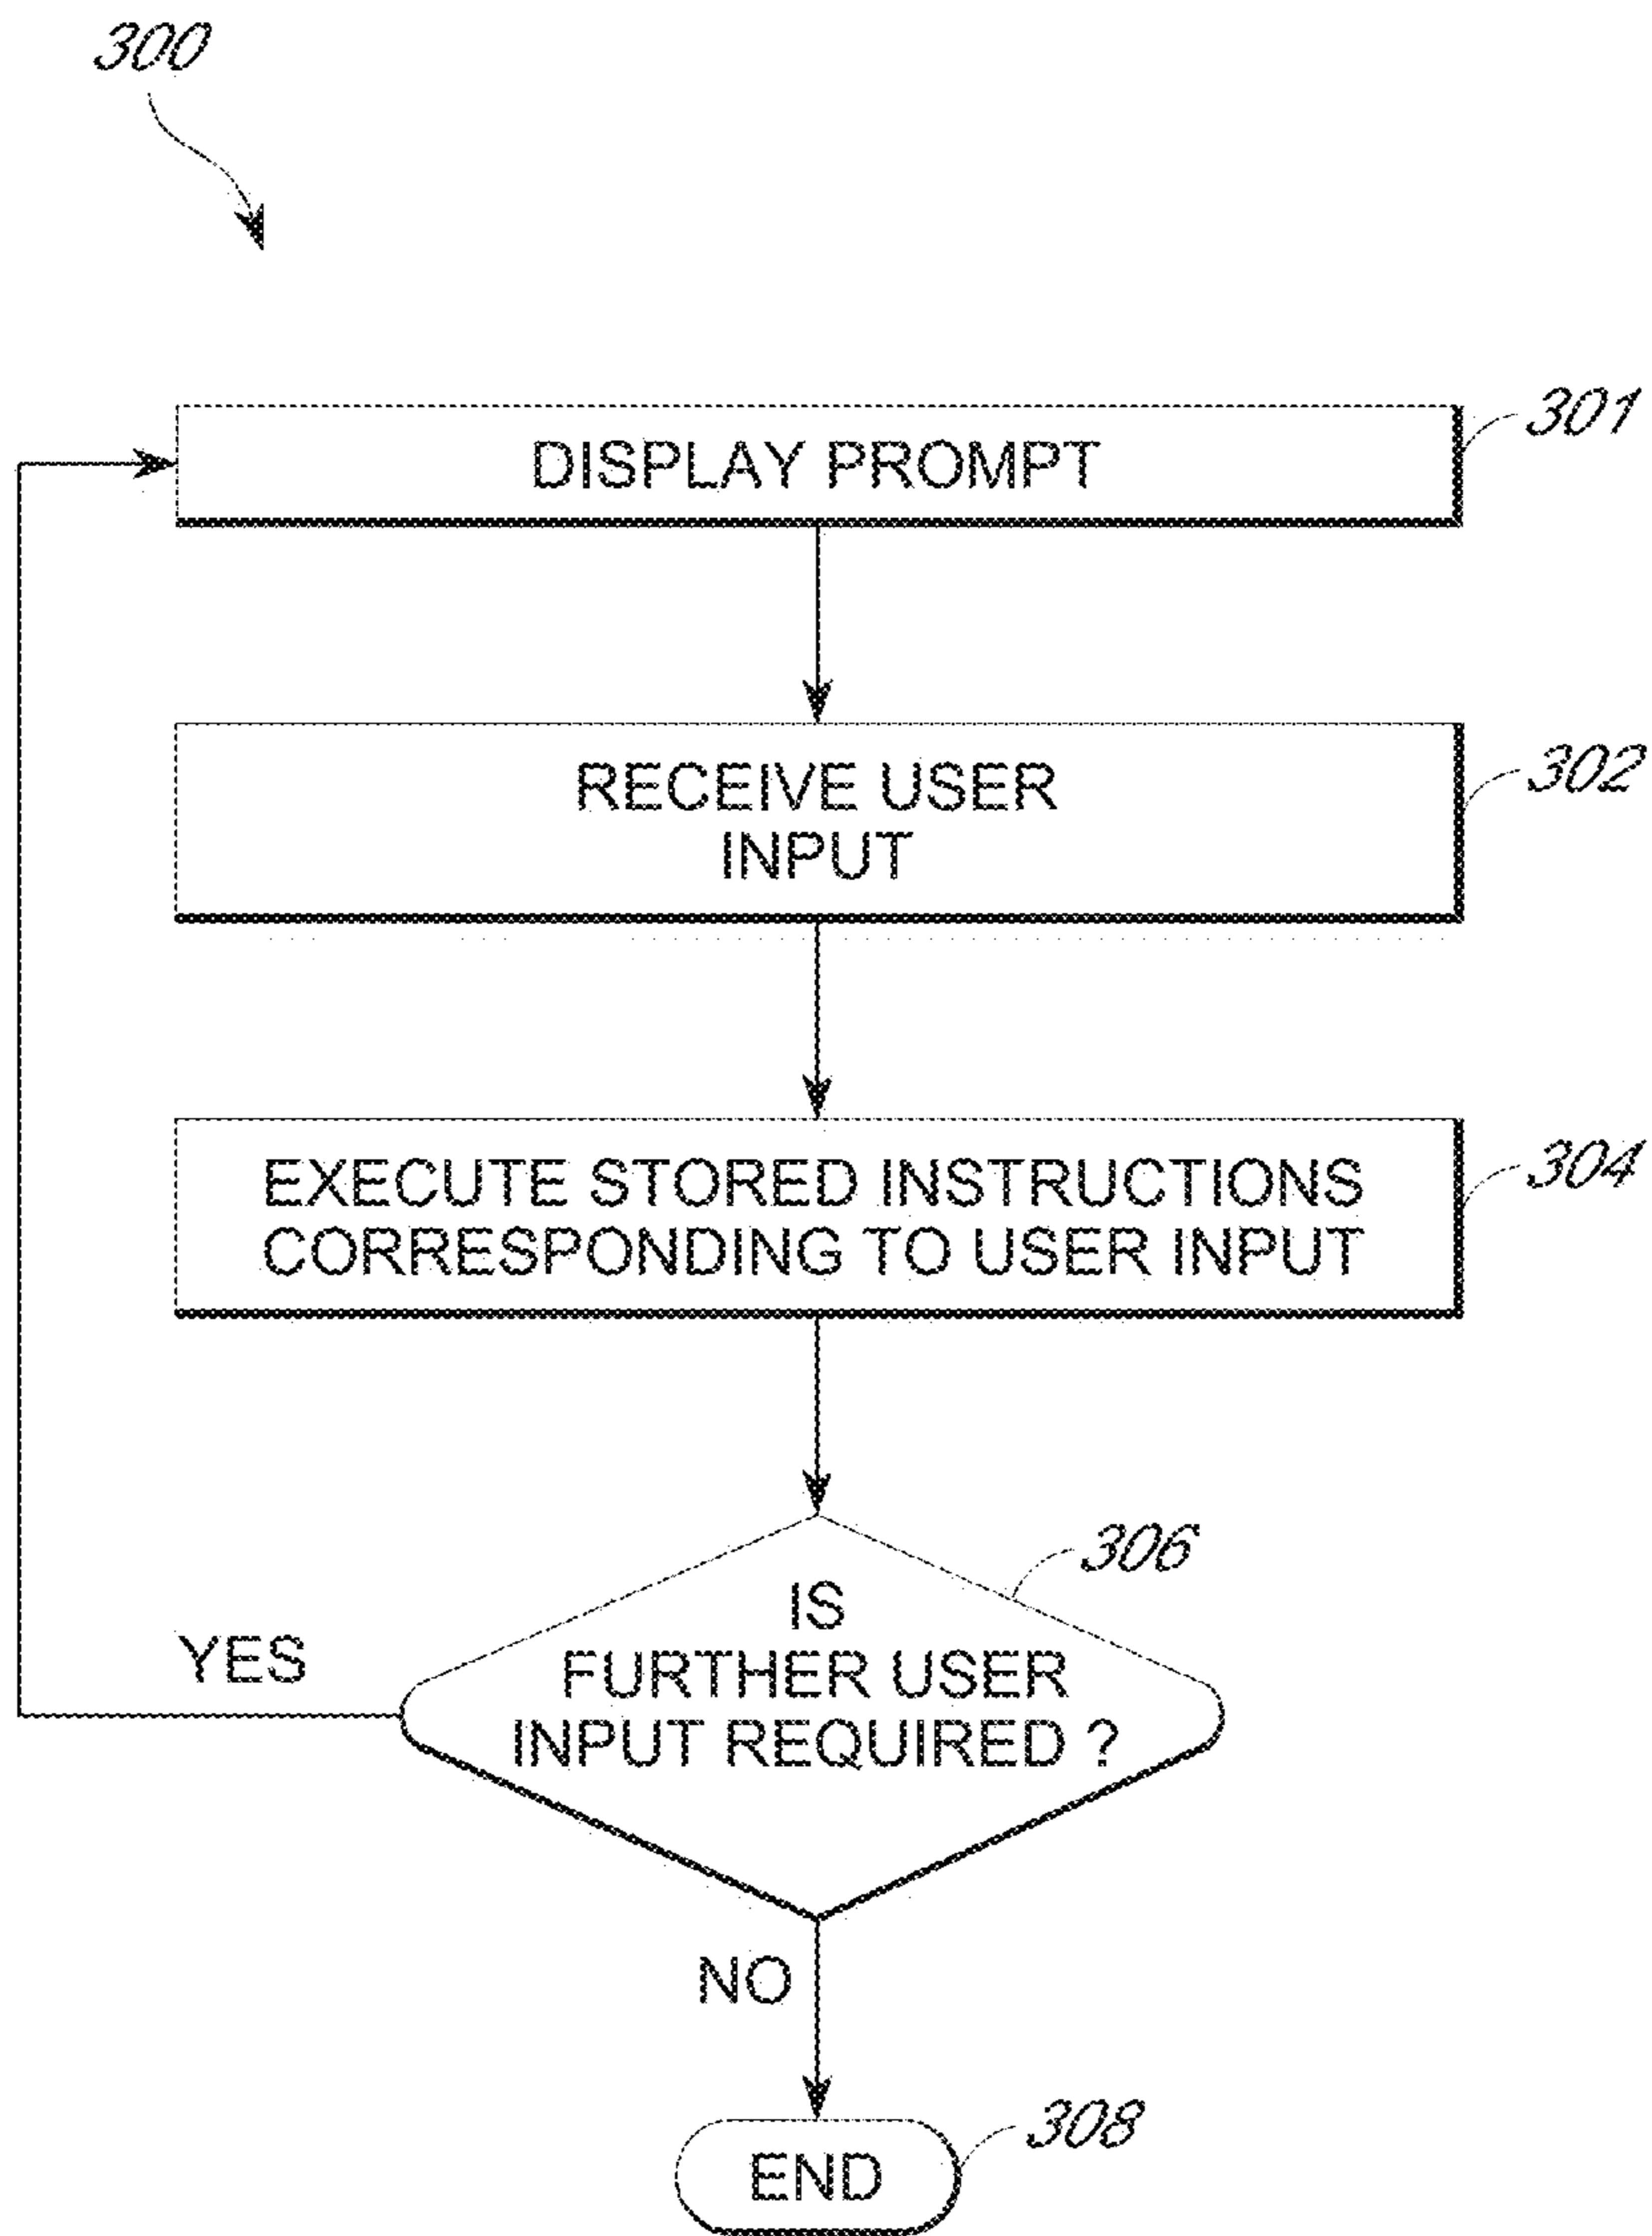 300
DISPLAY PROMPT
301
RECEIVE USER
INPUT
302
EXECUTE STORED INSTRUCTIONS
CORRESPONDING TO USER INPUT
304
306
IS
FURTHER USER
INPUT REQUIRED ?
YES
NO
308
END